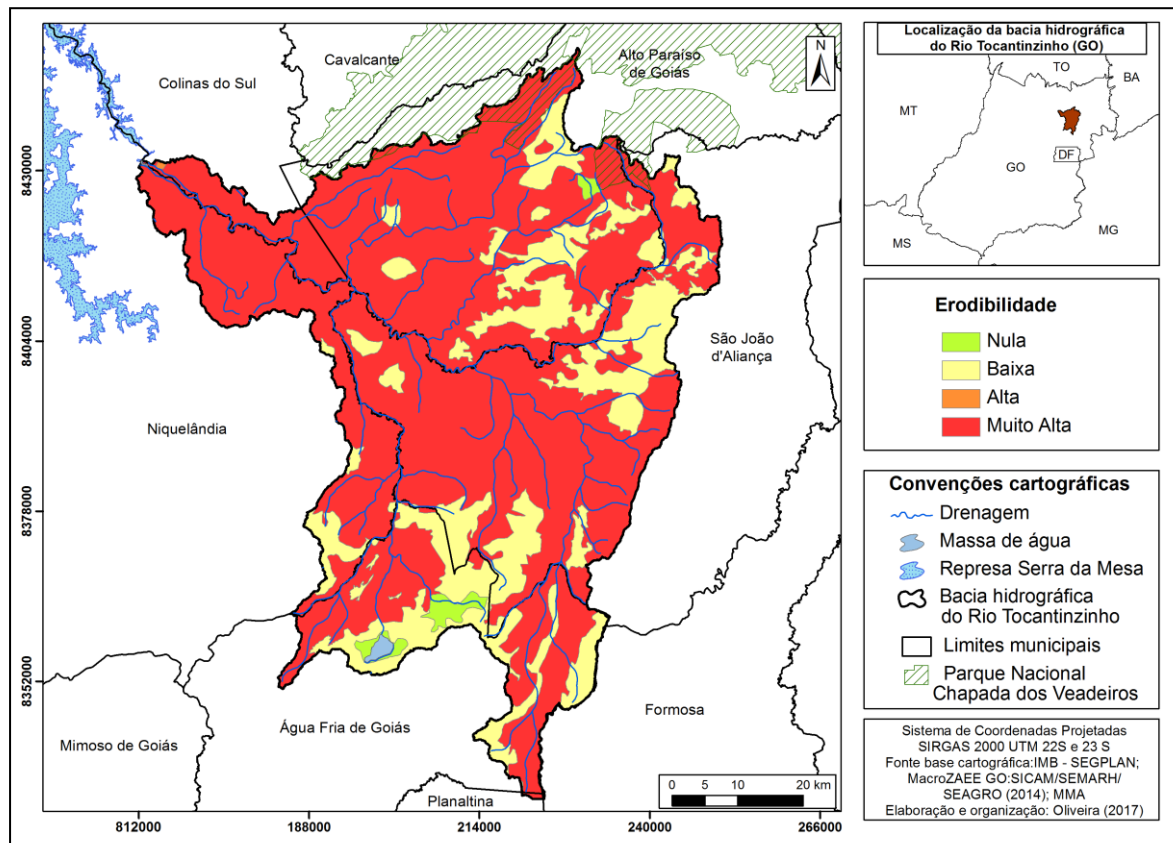 Colinas do Sul
Cavalcante
Alto Paraíso
de Goiás
N
São João
d'Aliança
Niquelândia
Água Fria de Goiás
Mimoso de Goiás
Formosa
Planaltina
0 5 10 20 km
8430000
8404000
8378000
8352000
812000 188000 214000 240000 266000
Localização da bacia hidrográfica
do Rio Tocantinzinho (GO)
TO
BA
MT
GO
DF
MG
MS
Erodibilidade
Nula
Baixa
Alta
Muito Alta
Convenções cartográficas
Drenagem
Massa de água
Represa Serra da Mesa
Bacia hidrográfica
do Rio Tocantinzinho
Limites municipais
Parque Nacional
Chapada dos Veadeiros
Sistema de Coordenadas Projetadas
SIRGAS 2000 UTM 22S e 23 S
Fonte base cartográfica:IMB - SEGPLAN;
MacroZAEE GO:SICAM/SEMARH/
SEAGRO (2014); MMA
Elaboração e organização: Oliveira (2017)